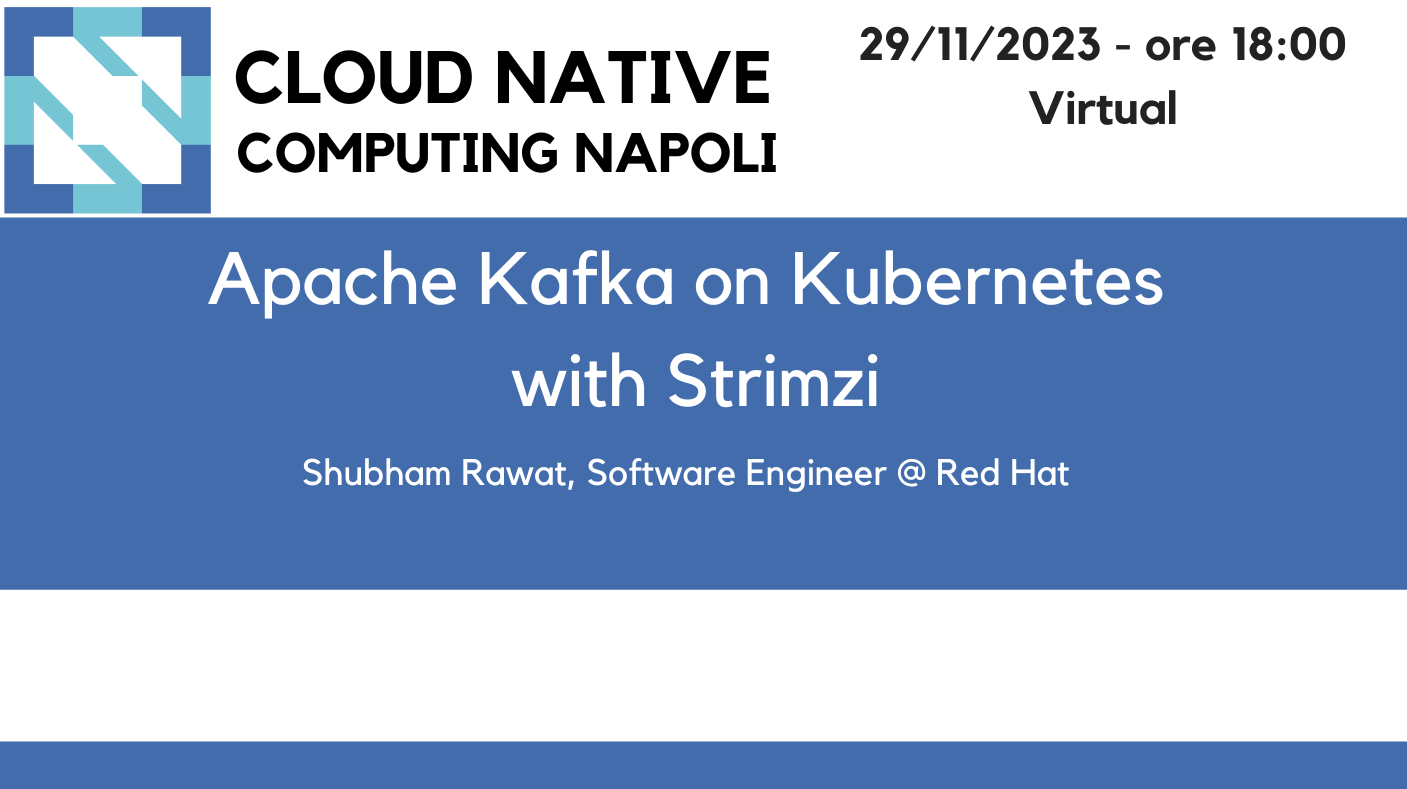 CLOUD NATIVE
COMPUTING NAPOLI
29/11/2023 - ore 18:00
Virtual
Apache Kafka on Kubernetes
with Strimzi
Shubham Rawat, Software Engineer @ Red Hat